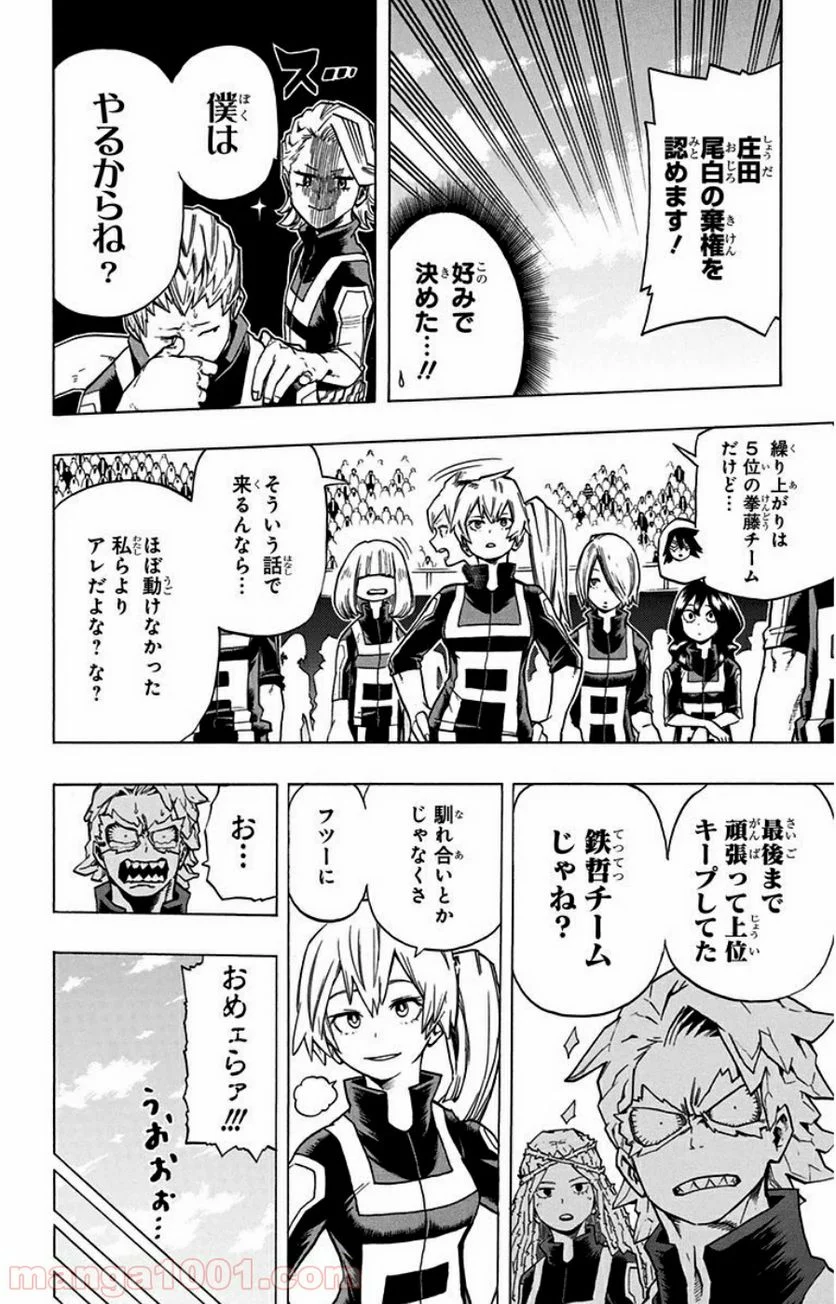 庄田
尾白の棄権を
認めます!
好みで
決めた…!!
スー…
僕は
やるからね?
繰り上がりは
5位の拳藤チーム
だけど…
そういう話で
来るんなら…
ほぼ動けなかった
私らより
アレだよな?な?
最後まで
頑張って上位
キープしてた
鉄哲チーム
じゃね?
馴れ合いとか
じゃなくさ
フツーに
お…
おめェらァ!!!
うおおお…
manga1001.com